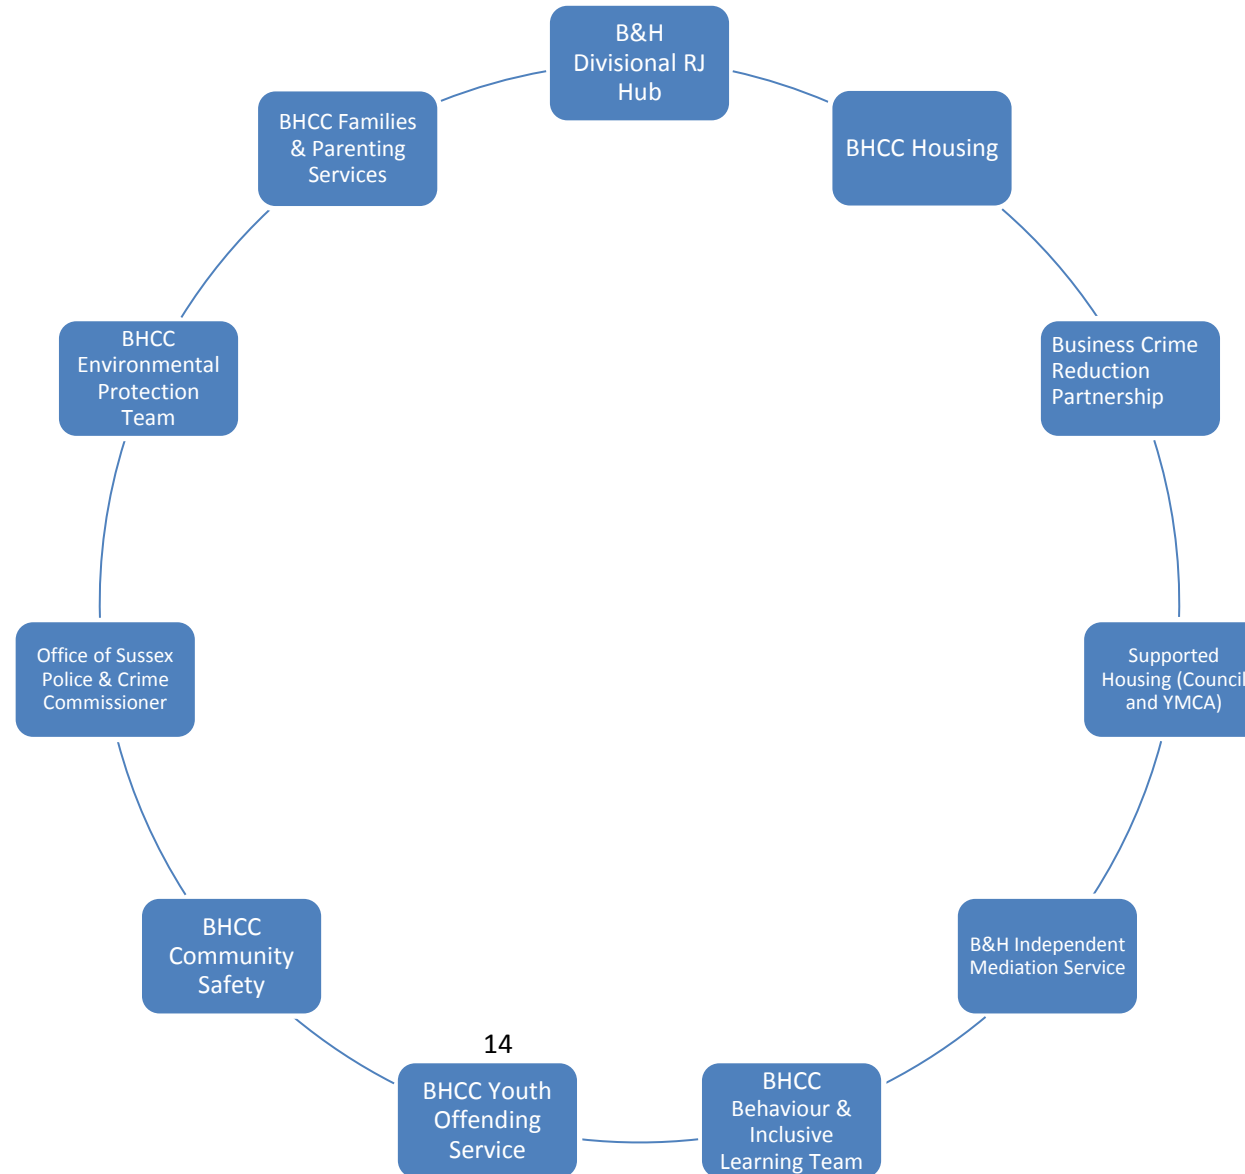 B&H
Divisional RJ
Hub
BHCC Housing
Business Crime
Reduction
Partnership
Supported
Housing (Council
and YMCA)
B&H Independent
Mediation Service
BHCC
Behaviour &
Inclusive
Learning Team
14
BHCC Youth
Offending
Service
BHCC
Community
Safety
Office of Sussex
Police & Crime
Commissioner
BHCC
Environmental
Protection
Team
BHCC Families
& Parenting
Services